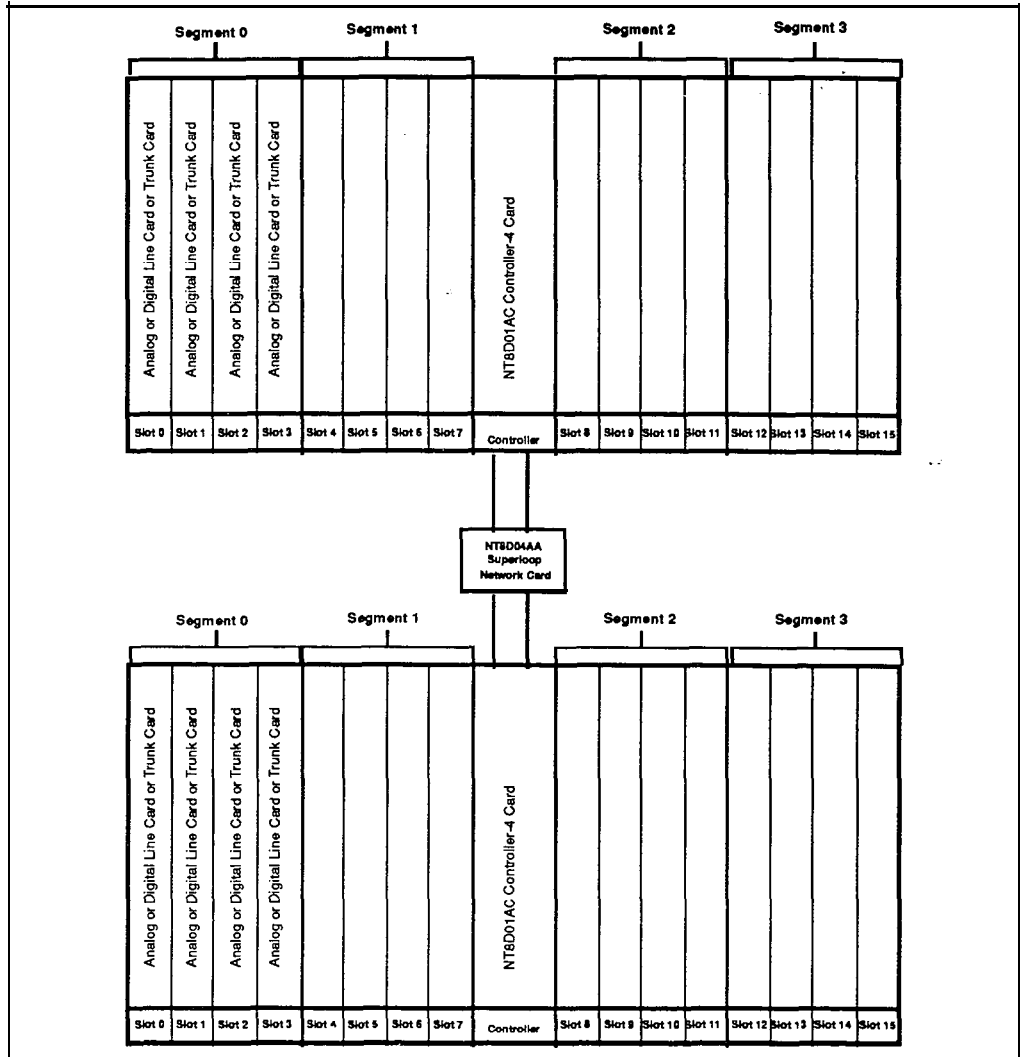 Segment 0 Segment 1 Segment 2 Segment 3
Analog or Digital Line Card or Trunk Card
Analog or Digital Line Card or Trunk Card
Analog or Digital Line Card or Trunk Card
Analog or Digital Line Card or Trunk Card
NT8D01AC Controller-4 Card
Slot 0 Slot 1 Slot 2 Slot 3 Slot 4 Slot 5 Slot 6 Slot 7 Controller Slot 8 Slot 9 Slot 10 Slot 11 Slot 12 Slot 13 Slot 14 Slot 15
NT8D04AA
Superloop
Network Card
Segment 0 Segment 1 Segment 2 Segment 3
Analog or Digital Line Card or Trunk Card
Analog or Digital Line Card or Trunk Card
Analog or Digital Line Card or Trunk Card
Analog or Digital Line Card or Trunk Card
NT8D01AC Controller-4 Card
Slot 0 Slot 1 Slot 2 Slot 3 Slot 4 Slot 5 Slot 6 Slot 7 Controller Slot 8 Slot 9 Slot 10 Slot 11 Slot 12 Slot 13 Slot 14 Slot 15